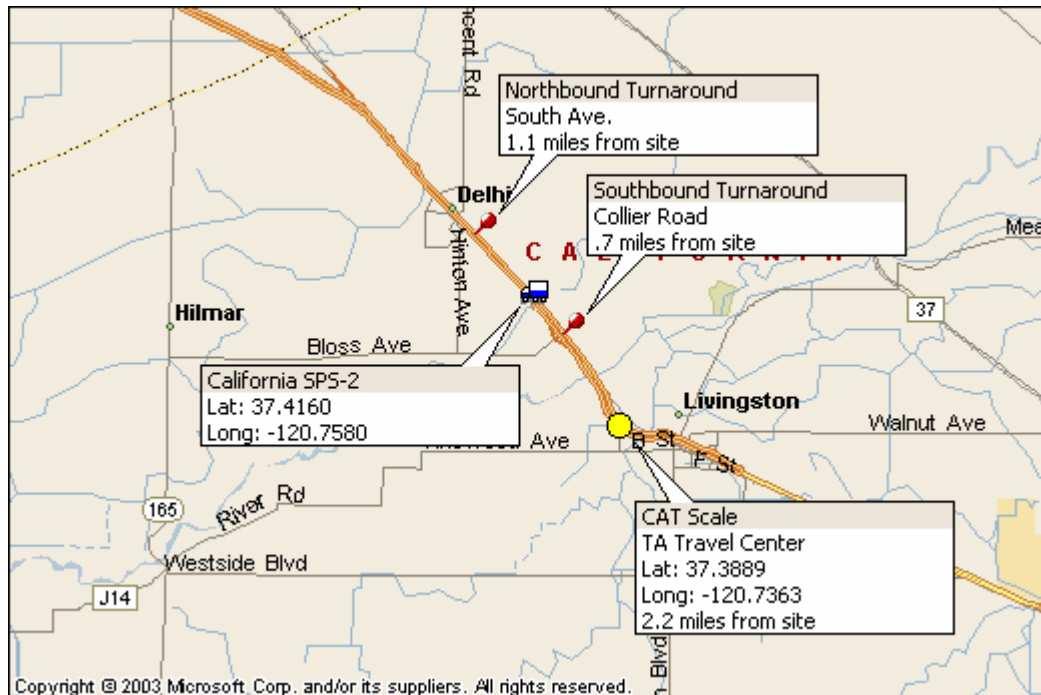 cent Rd
Northbound Turnaround
South Ave.
1.1 miles from site
Delhi
Southbound Turnaround
Collier Road
.7 miles from site
Hinton Ave.
C A
Mea
37
Hilmar
Bloss Ave
California SPS-2
Lat: 37.4160
Long: -120.7580
Livingston
Walnut Ave
Ave
B St
F St
165
River Rd
CAT Scale
TA Travel Center
Lat: 37.3889
Long: -120.7363
2.2 miles from site
Westside Blvd
J14
n Blvd
Copyright © 2003 Microsoft Corp. and/or its suppliers. All rights reserved.